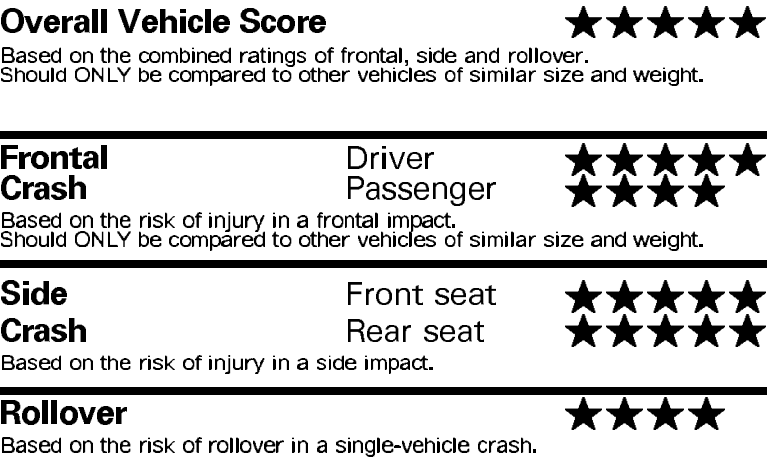 Overall Vehicle Score ★★★★★
Based on the combined ratings of frontal, side and rollover.
Should ONLY be compared to other vehicles of similar size and weight.
Frontal Driver ★★★★★
Crash Passenger ★★★★
Based on the risk of injury in a frontal impact.
Should ONLY be compared to other vehicles of similar size and weight.
Side Front seat ★★★★★
Crash Rear seat ★★★★★
Based on the risk of injury in a side impact.
Rollover ★★★★
Based on the risk of rollover in a single-vehicle crash.